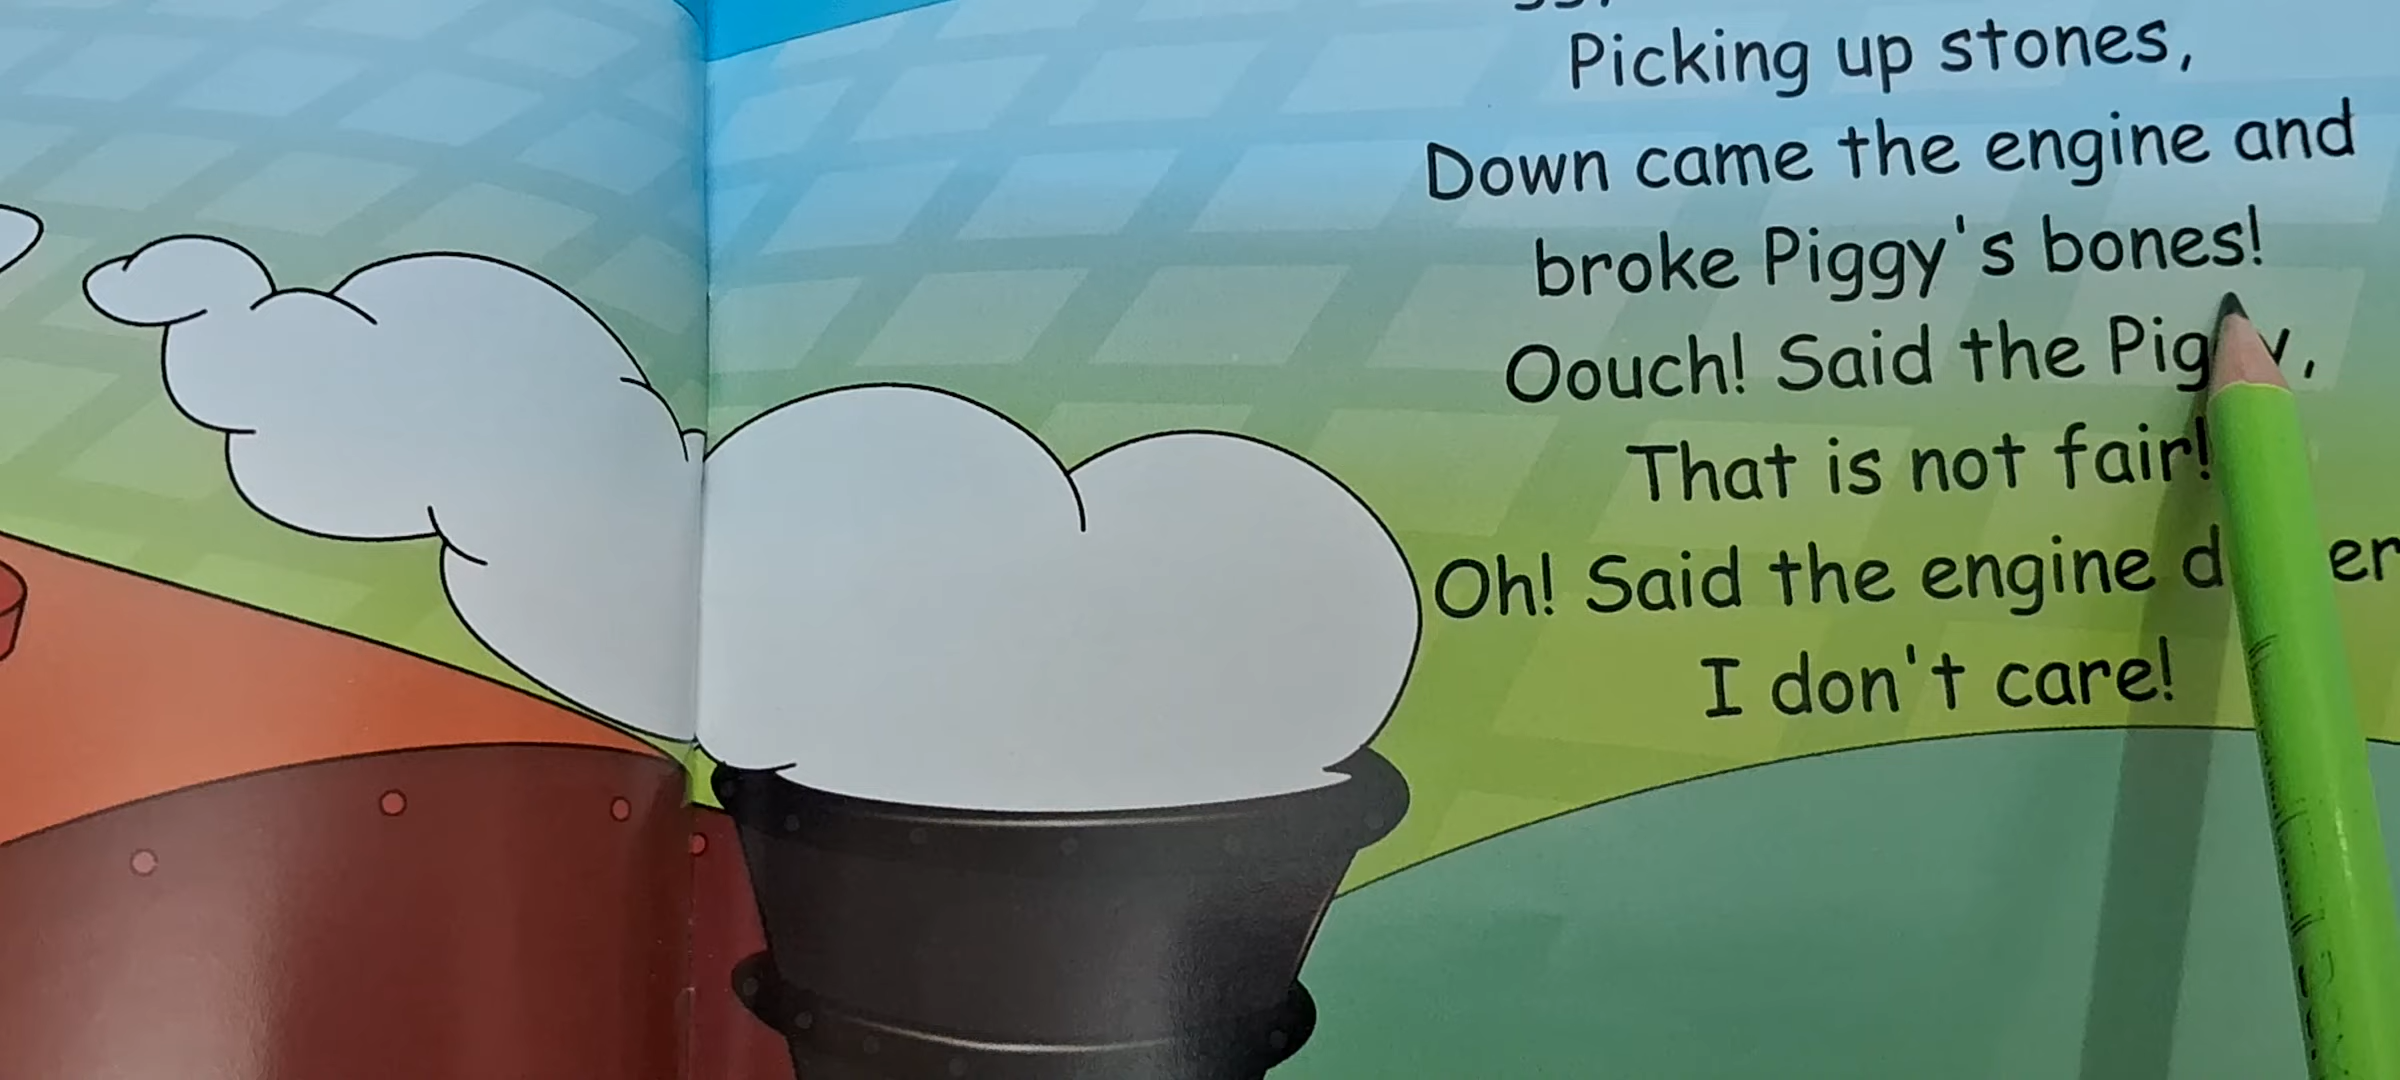 Picking up stones,
Down came the engine and
broke Piggy's bones!
Oouch! Said the Piggy,
That is not fair!
Oh! Said the engine
I don't care!